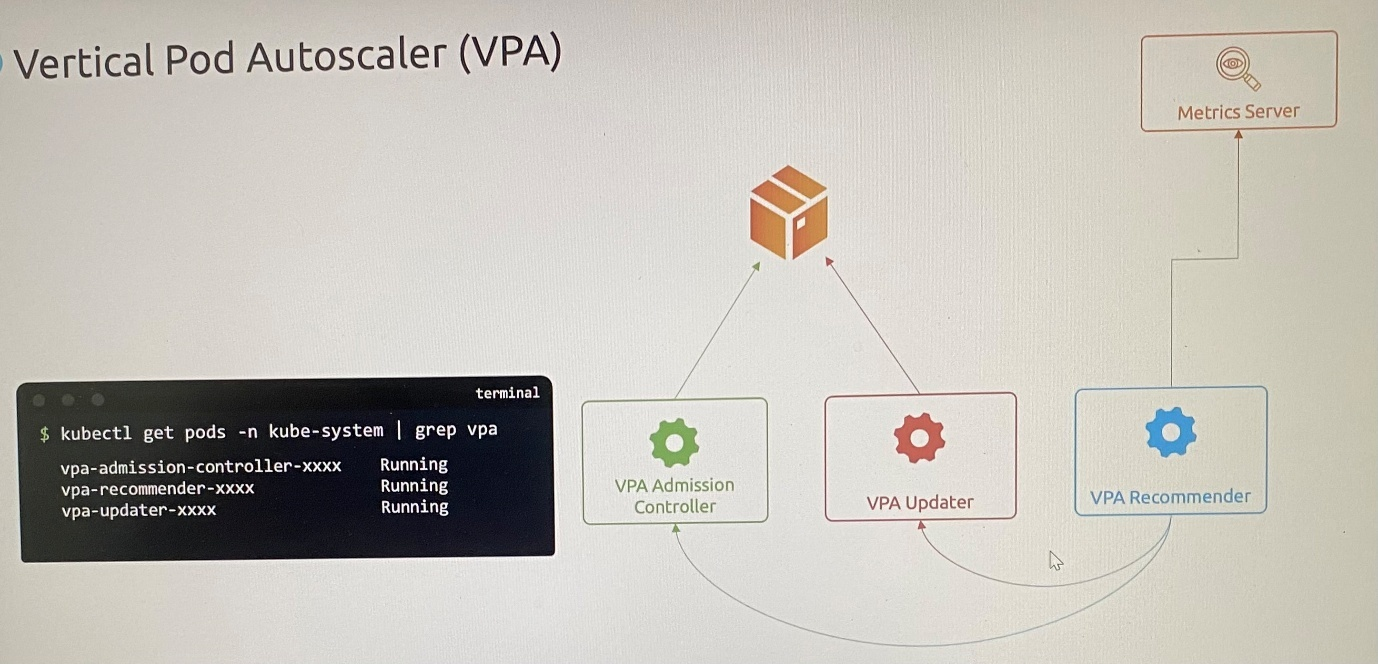 Vertical Pod Autoscaler (VPA)
Metrics Server
terminal
$ kubectl get pods -n kube-system | grep vpa
vpa-admission-controller-xxxx Running
vpa-recommender-xxxx Running
vpa-updater-xxxx Running
VPA Admission
Controller
VPA Updater
VPA Recommender